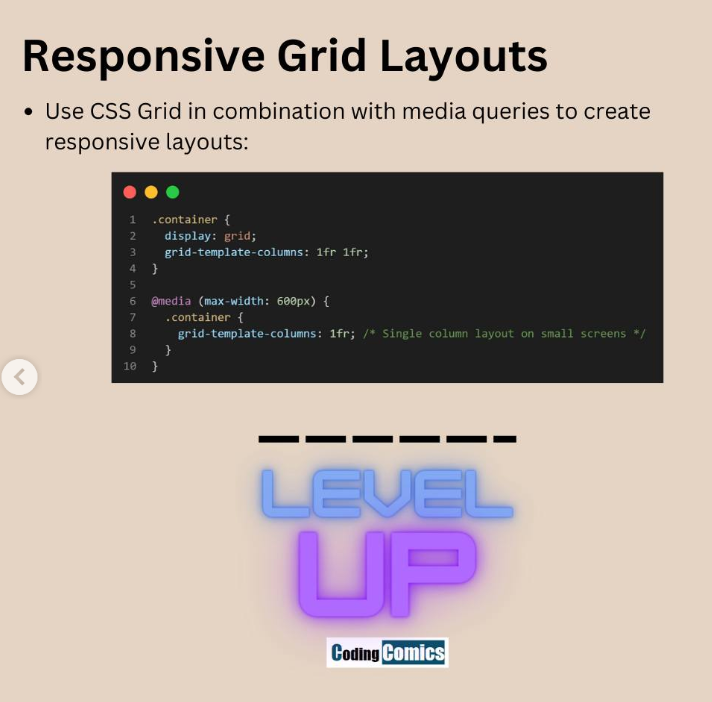 Responsive Grid Layouts
• Use CSS Grid in combination with media queries to create
responsive layouts:
1 .container {
2   display: grid;
3   grid-template-columns: 1fr 1fr;
4 }
5
6 @media (max-width: 600px) {
7   .container {
8     grid-template-columns: 1fr; /* Single column layout on small screens */
9   }
10 }
LEVEL
UP
Coding Comics